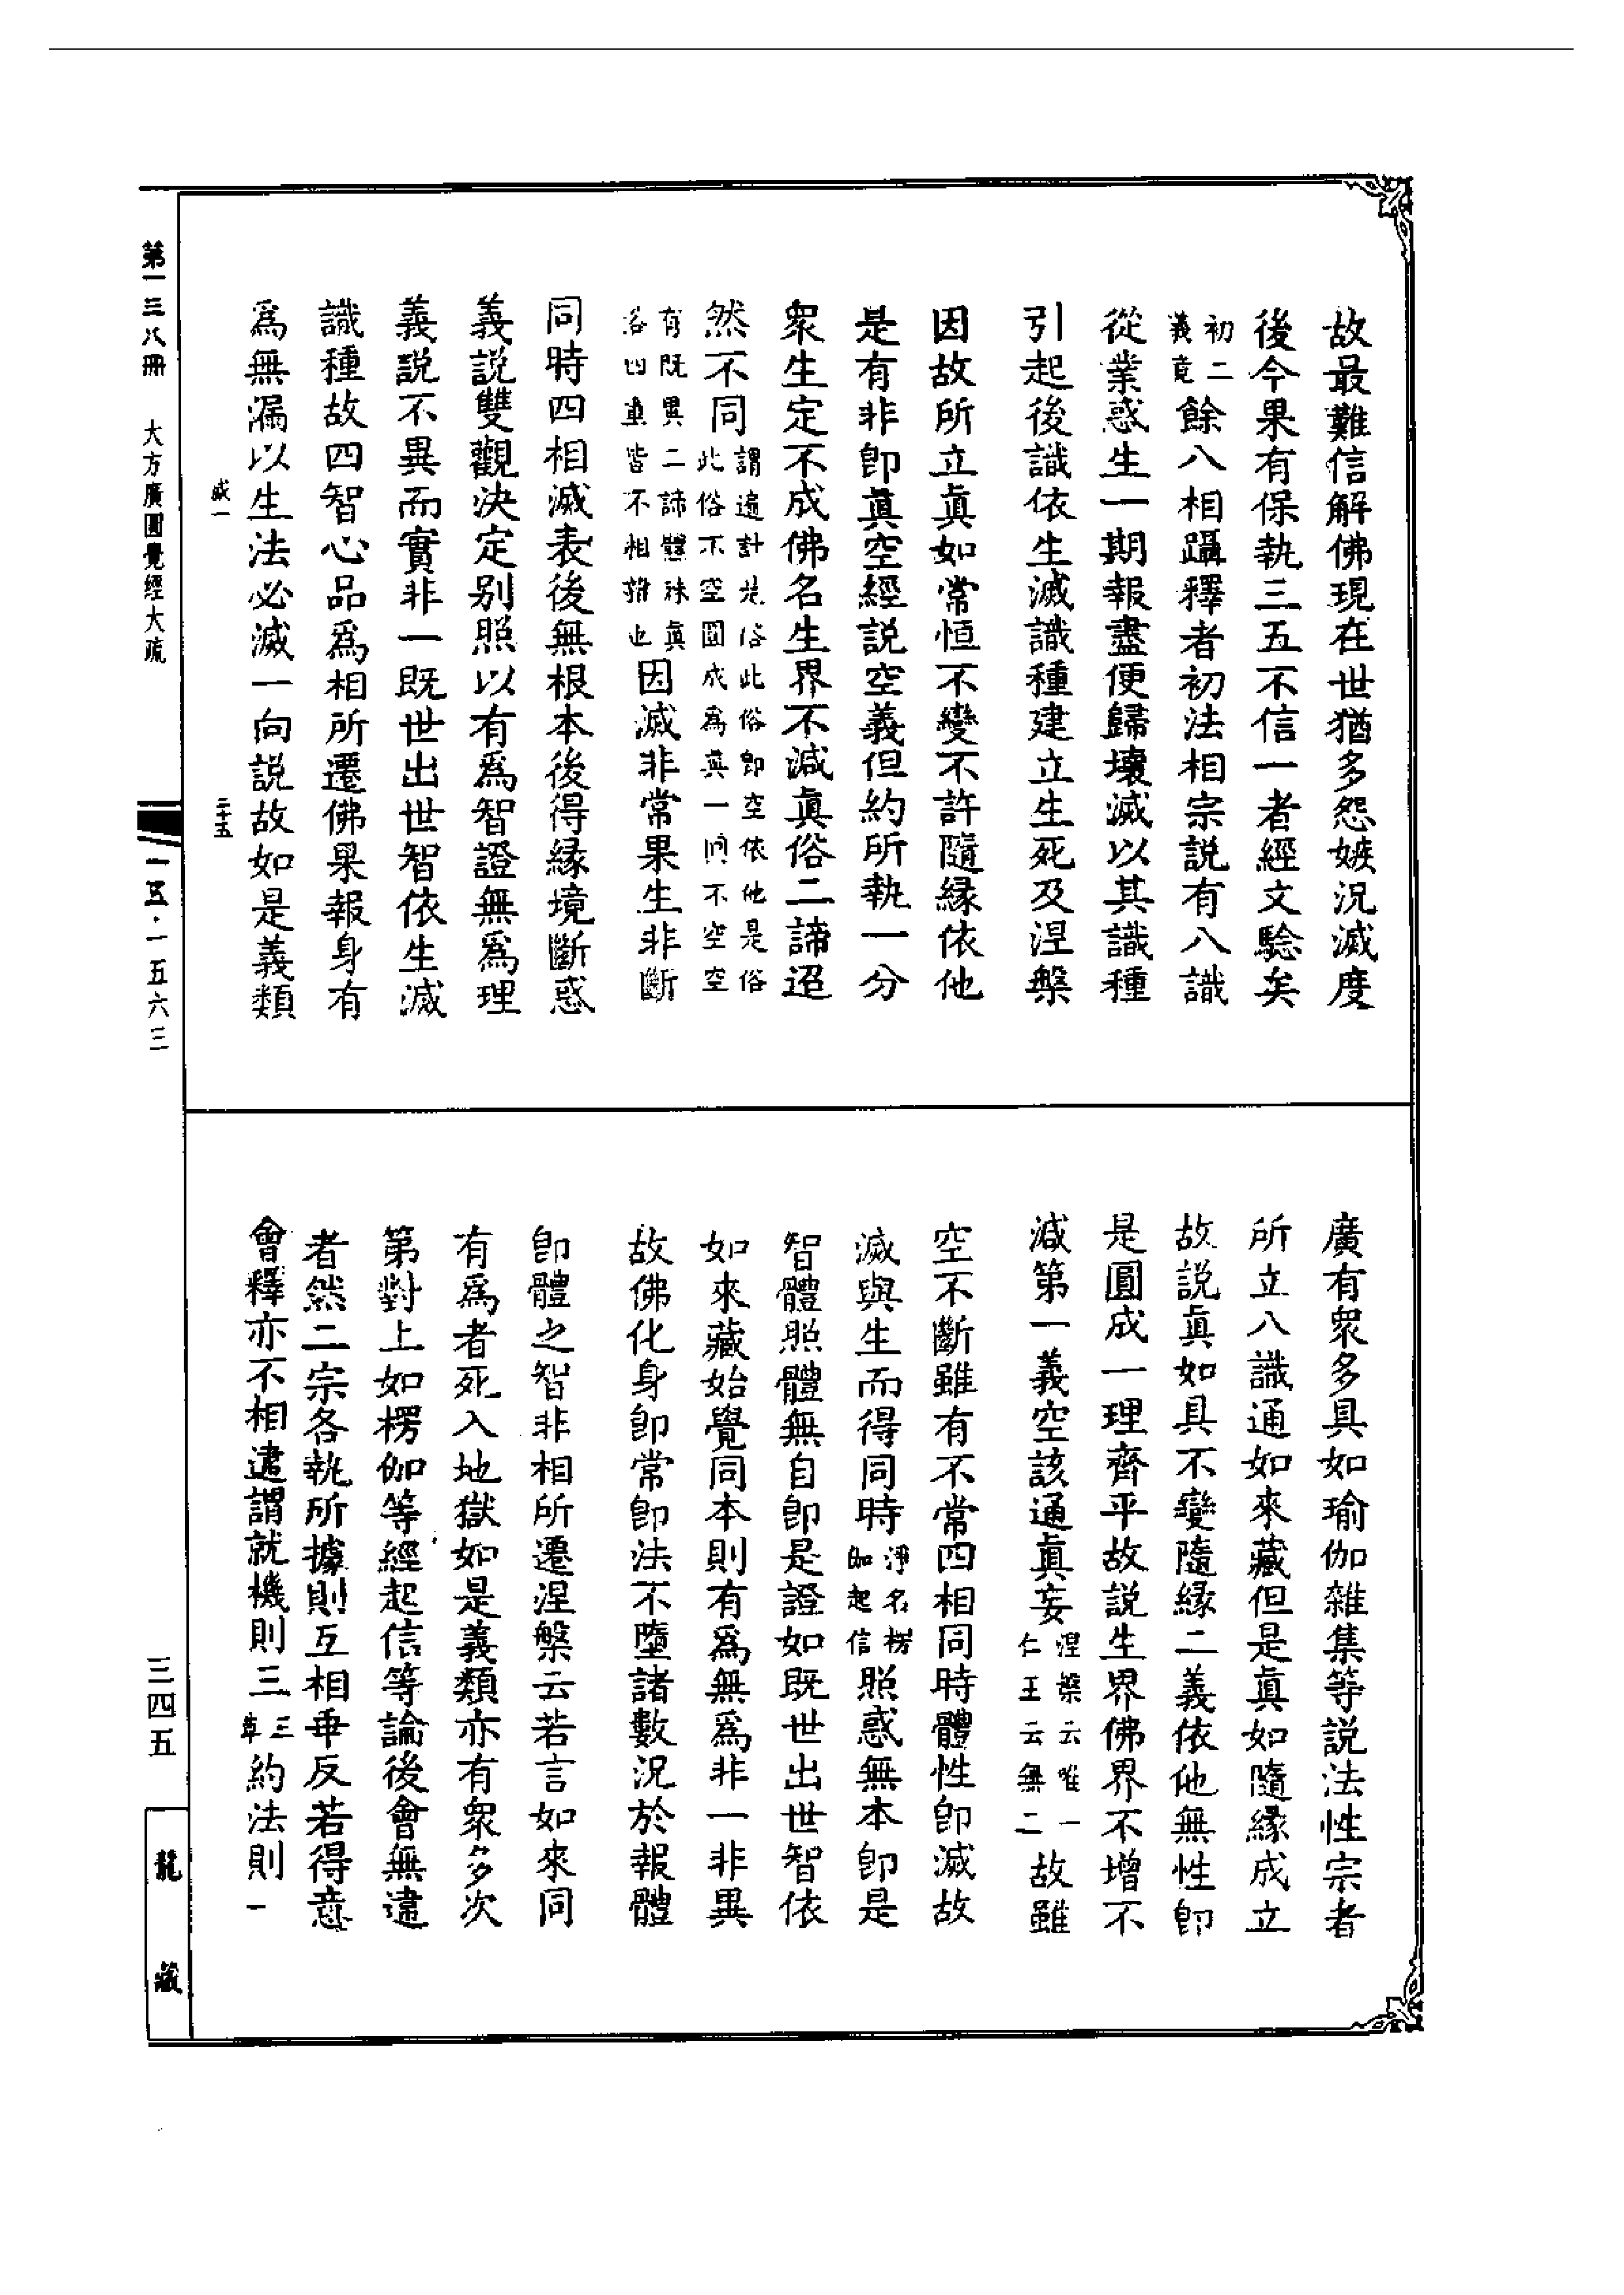 故最難信解佛現在世猶多怨嫉況滅度
後今果有保執三五不信一者經文驗矣
初二
義竟
餘八相躡釋者初法相宗説有八識
從業惑生一期報盡便歸壞滅以其識種
引起後識依生滅識種建立生死及涅槃
因故所立眞如常恒不變不許隨緣依他
是有非卽眞空經説空義但約所執一分
衆生定不成佛名生界不減眞俗二諦迢
然不同
謂遍計是俗此俗卽空依他是俗
此俗不空圓成爲眞一向不空空
有既異二諦體殊眞
俗四重皆不相雜也
因滅非常果生非斷
同時四相滅表後無根本後得緣境斷惑
義説雙觀決定别照以有爲智證無爲理
義説不異而實非一既世出世智依生滅
識種故四智心品爲相所遷佛果報身有
爲無漏以生法必滅一向説故如是義類
廣有衆多具如瑜伽雜集等説法性宗者
所立八識通如來藏但是眞如隨緣成立
故説眞如具不變隨緣二義依他無性卽
是圓成一理齊平故説生界佛界不增不
減第一義空該通眞妄
涅槃云唯一
仁王云無二
故雖
空不斷雖有不常四相同時體性卽滅故
滅與生而得同時
淨名楞
伽起信
照惑無本卽是
智體照體無自卽是證如既世出世智依
如來藏始覺同本則有爲無爲非一非異
故佛化身卽常卽法不墮諸數況於報體
卽體之智非相所遷涅槃云若言如來同
有爲者死入地獄如是義類亦有衆多次
第對上如楞伽等經起信等論後會無違
者然二宗各執所據則互相乖反若得意
會釋亦不相違謂就機則三
三
草
約法則一
盛一
二十五
第一三八冊 大方廣圓覺經大疏
一五·一五六三
三四五
龍藏